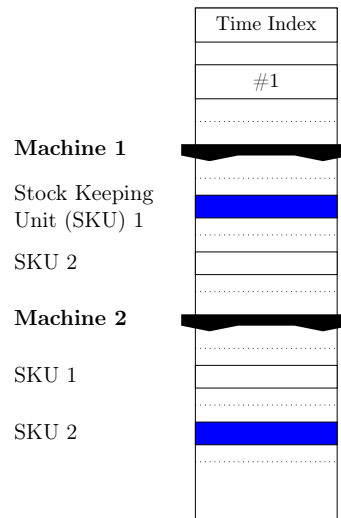 Time Index
#1
Machine 1
Stock Keeping
Unit (SKU) 1
SKU 2
Machine 2
SKU 1
SKU 2